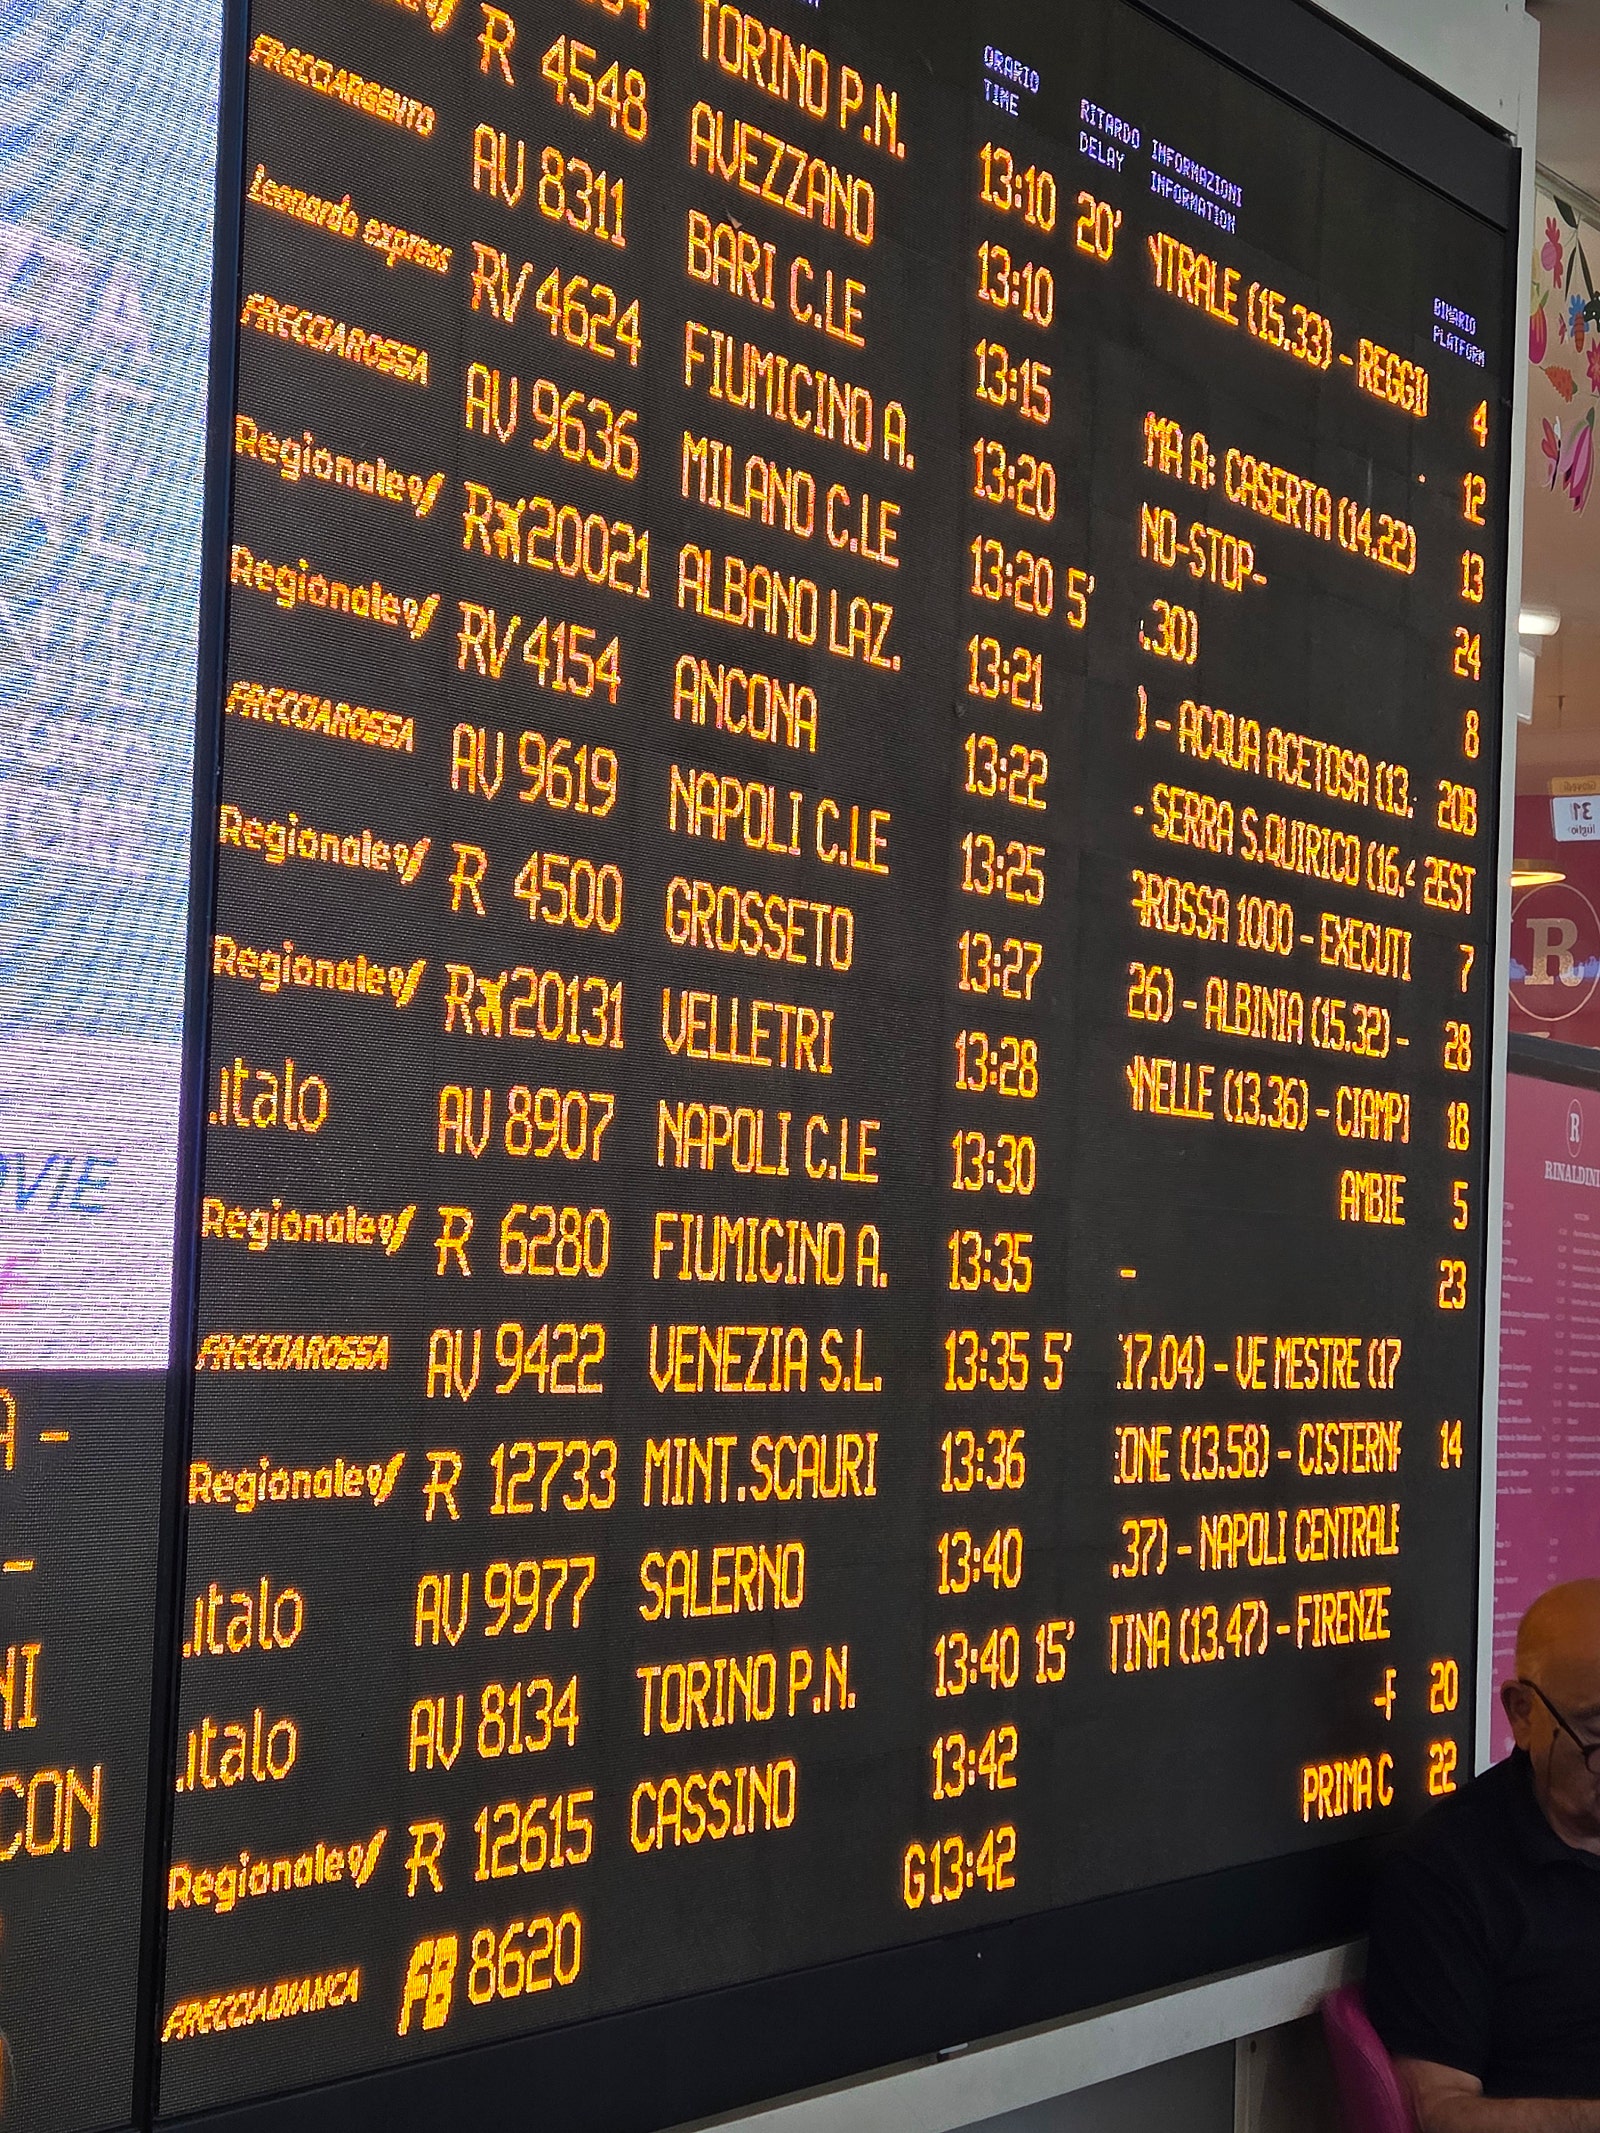 ORARIO RITARDO INFORMAZIONI BINARIO
TIME DELAY INFORMATION PLATFORM
TORINO P.N. 13:10 20' NTRALE (15.33) - REGGI 4
R 4548 AVEZZANO 13:10 12
FRECCIARGENTO AV 8311 BARI C.LE 13:15 MA A: CASERTA (14.22) 13
Leonardo express RV 4624 FIUMICINO A. 13:20 NO-STOP- 24
FRECCIAROSSA AV 9636 MILANO C.LE 13:20 5' .30) 8
Regionale RX 20021 ALBANO LAZ. 13:21 ) - ACQUA ACETOSA (13. 20B
Regionale RV 4154 ANCONA 13:22 - SERRA S.QUIRICO (16.4 2EST
FRECCIAROSSA AV 9619 NAPOLI C.LE 13:25 ROSSA 1000 - EXECUTI 7
Regionale R 4500 GROSSETO 13:27 26) - ALBINIA (15.32) - 28
Regionale RX 20131 VELLETRI 13:28 NELLE (13.36) - CIAMPI 18
.italo AV 8907 NAPOLI C.LE 13:30 AMBIE 5
Regionale R 6280 FIUMICINO A. 13:35 - 23
FRECCIAROSSA AV 9422 VENEZIA S.L. 13:35 5' 17.04) - VE MESTRE (17
Regionale R 12733 MINT.SCAURI 13:36 ONE (13.58) - CISTERN 14
.italo AV 9977 SALERNO 13:40 .37) - NAPOLI CENTRALE
.italo AV 8134 TORINO P.N. 13:40 15' TINA (13.47) - FIRENZE
Regionale R 12615 CASSINO 13:42 -F 20
FRECCIABIANCA FB 8620 G13:42 PRIMA C 22
OVIE
A -
-
NI
CON
31
R
R
RINALDINI